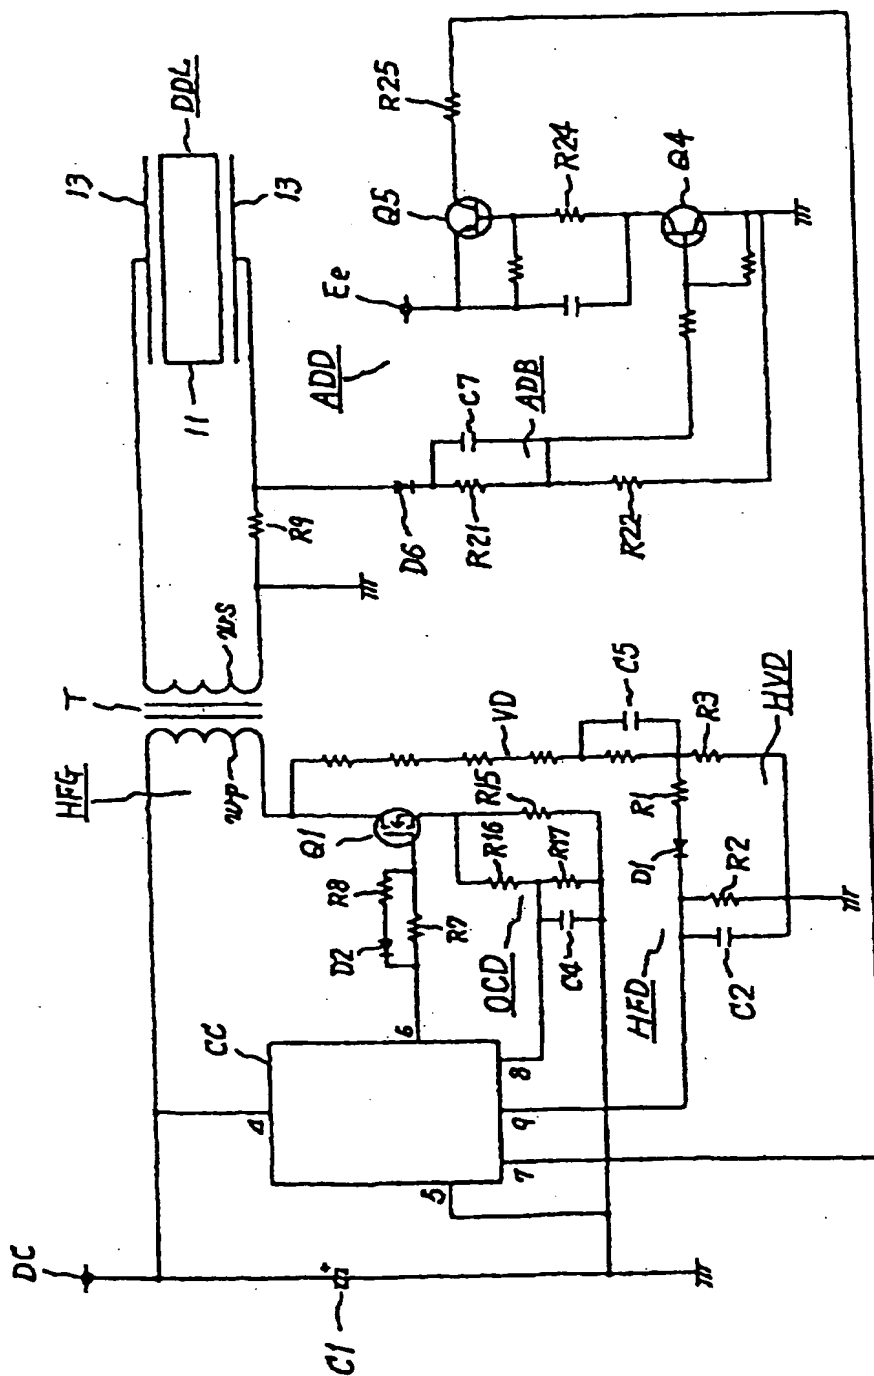 DC
C1
CC
4
5
6
7
8
9
HFG
T
wp
ws
Q1
R8
D2
R7
OCD
R16
R15
R17
C4
VD
C5
R3
HVD
R1
D1
R2
HFD
C2
R9
13
DDL
13
11
ADD
Ee
D6
C7
R21
ADB
R22
Q5
R25
R24
Q4